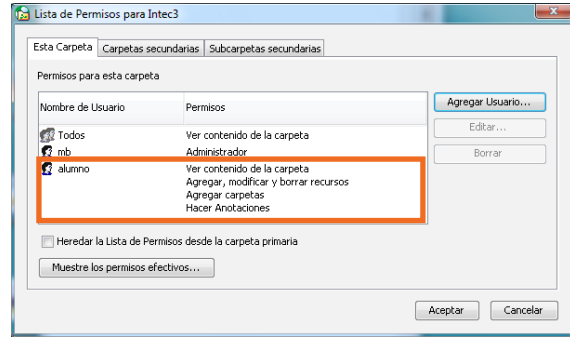 Lista de Permisos para Intec3
Esta Carpeta Carpetas secundarias Subcarpetas secundarias
Permisos para esta carpeta
Nombre de Usuario Permisos
Todos Ver contenido de la carpeta
mb Administrador
alumno Ver contenido de la carpeta
Agregar, modificar y borrar recursos
Agregar carpetas
Hacer Anotaciones
Agregar Usuario...
Editar...
Borrar
Heredar la Lista de Permisos desde la carpeta primaria
Muestre los permisos efectivos...
Aceptar Cancelar